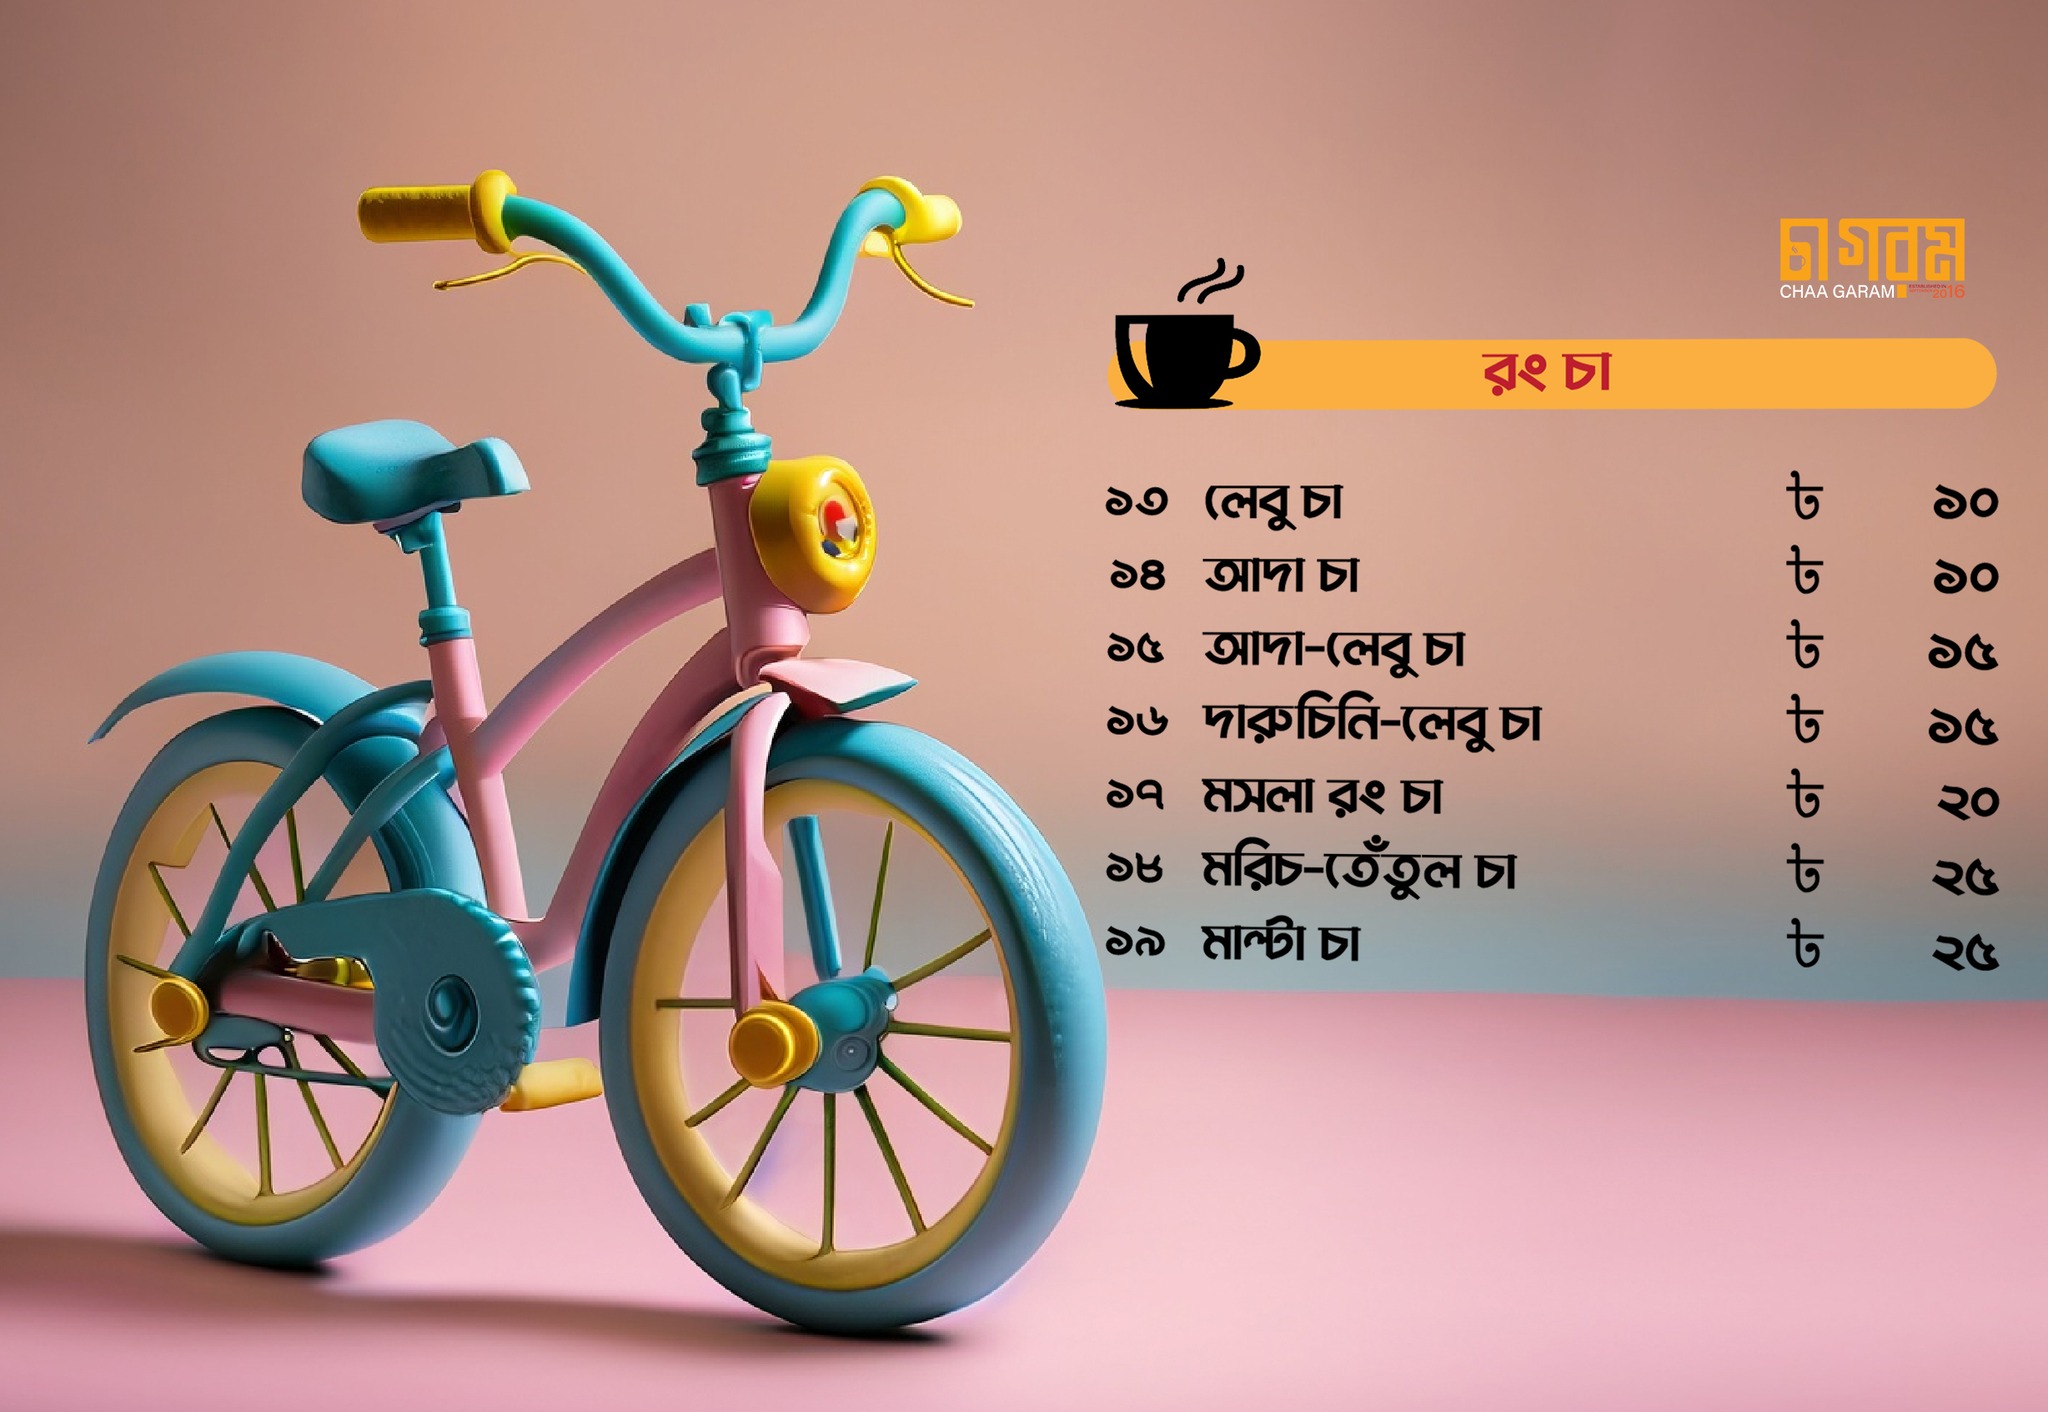 চা গরম
CHAA GARAM 2016
রং চা
১৩ লেবু চা ৳ ১০
১৪ আদা চা ৳ ১০
১৫ আদা-লেবু চা ৳ ১৫
১৬ দারুচিনি-লেবু চা ৳ ১৫
১৭ মসলা রং চা ৳ ২০
১৮ মরিচ-তেঁতুল চা ৳ ২৫
১৯ মাল্টা চা ৳ ২৫